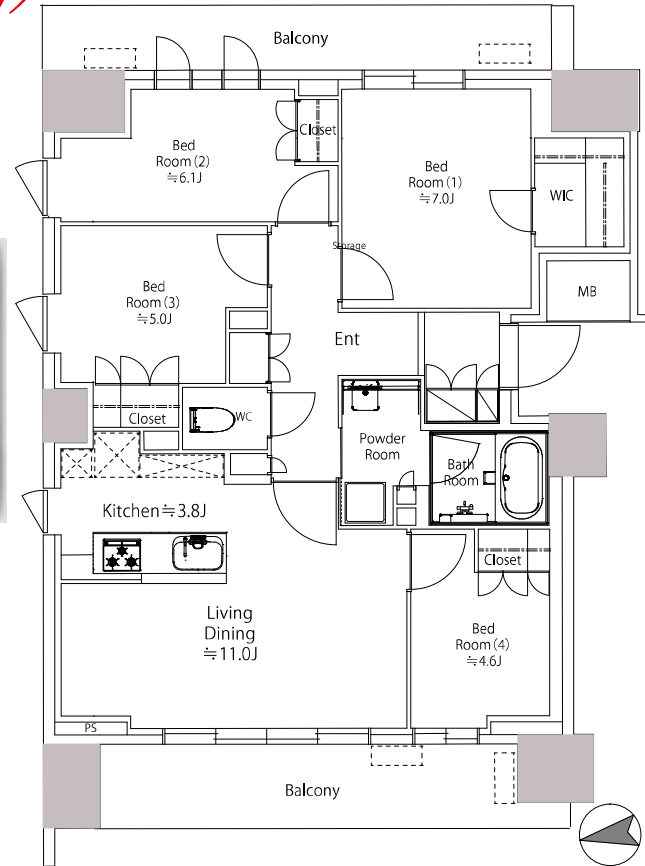 Balcony
Closet
Bed
Room (2)
≒6.1J
Bed
Room (1)
≒7.0J
WIC
Storage
Bed
Room (3)
≒5.0J
MB
Ent
Closet
WC
Powder
Room
Bath
Room
Kitchen≒3.8J
Closet
Living
Dining
≒11.0J
Bed
Room (4)
≒4.6J
PS
Balcony